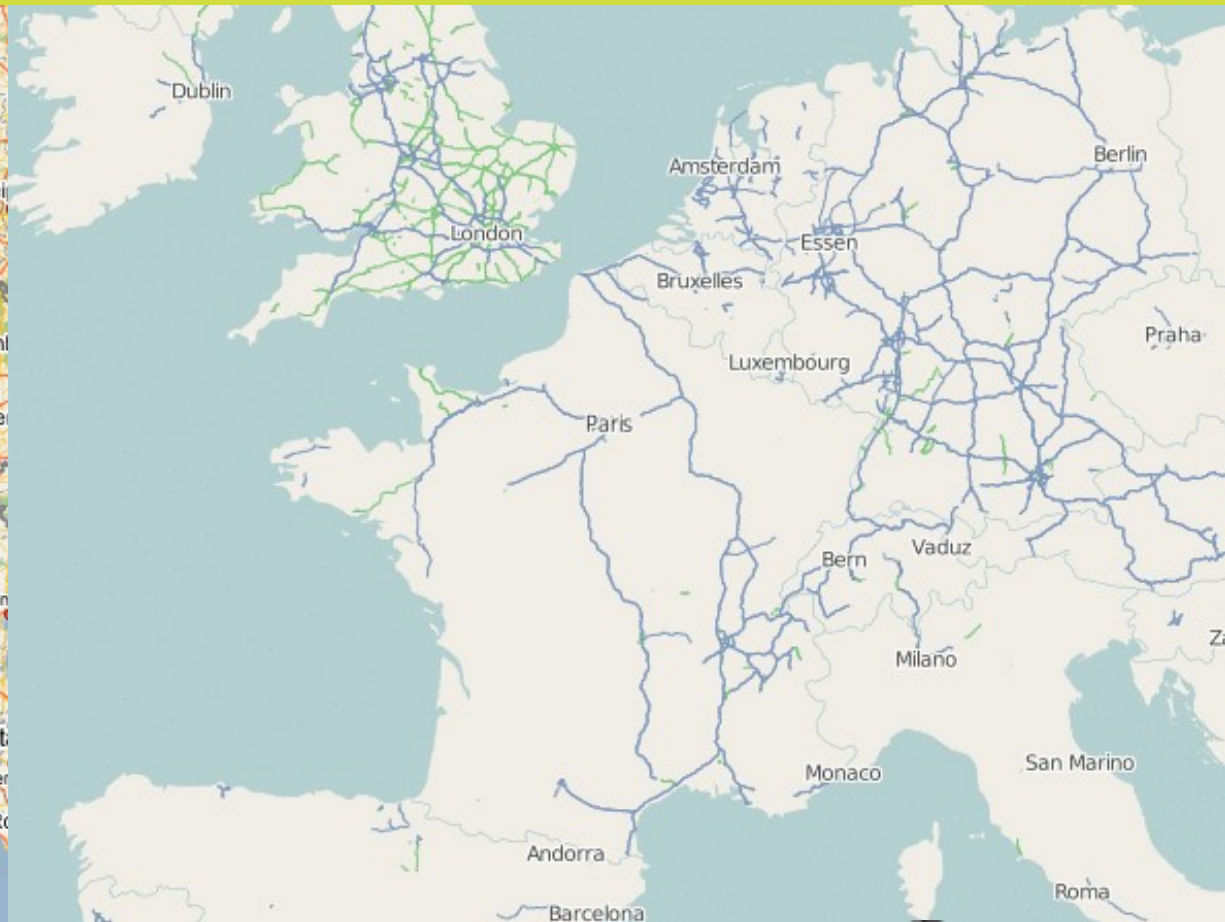 Dublin
Amsterdam
Berlin
London
Essen
Bruxelles
Praha
Luxembourg
Paris
Bern
Vaduz
Milano
San Marino
Monaco
Andorra
Roma
Barcelona